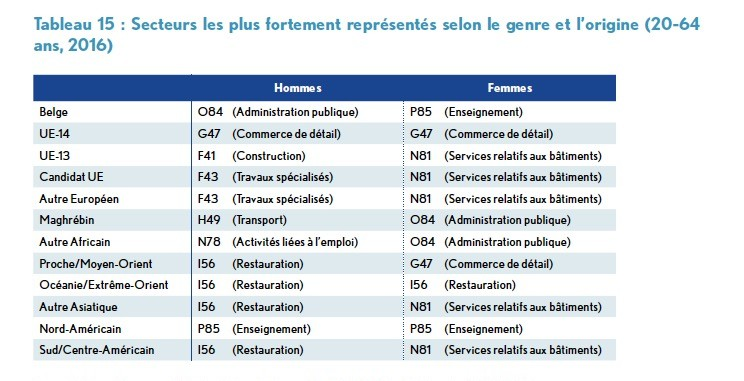 Tableau 15 : Secteurs les plus fortement représentés selon le genre et l'origine (20-64
ans, 2016)
Hommes Femmes
Belge O84 (Administration publique) P85 (Enseignement)
UE-14 G47 (Commerce de détail) G47 (Commerce de détail)
UE-13 F41 (Construction) N81 (Services relatifs aux bâtiments)
Candidat UE F43 (Travaux spécialisés) N81 (Services relatifs aux bâtiments)
Autre Européen F43 (Travaux spécialisés) N81 (Services relatifs aux bâtiments)
Maghrébin H49 (Transport) O84 (Administration publique)
Autre Africain N78 (Activités liées à l'emploi) O84 (Administration publique)
Proche/Moyen-Orient I56 (Restauration) G47 (Commerce de détail)
Océanie/Extrême-Orient I56 (Restauration) I56 (Restauration)
Autre Asiatique I56 (Restauration) N81 (Services relatifs aux bâtiments)
Nord-Américain P85 (Enseignement) P85 (Enseignement)
Sud/Centre-Américain I56 (Restauration) N81 (Services relatifs aux bâtiments)